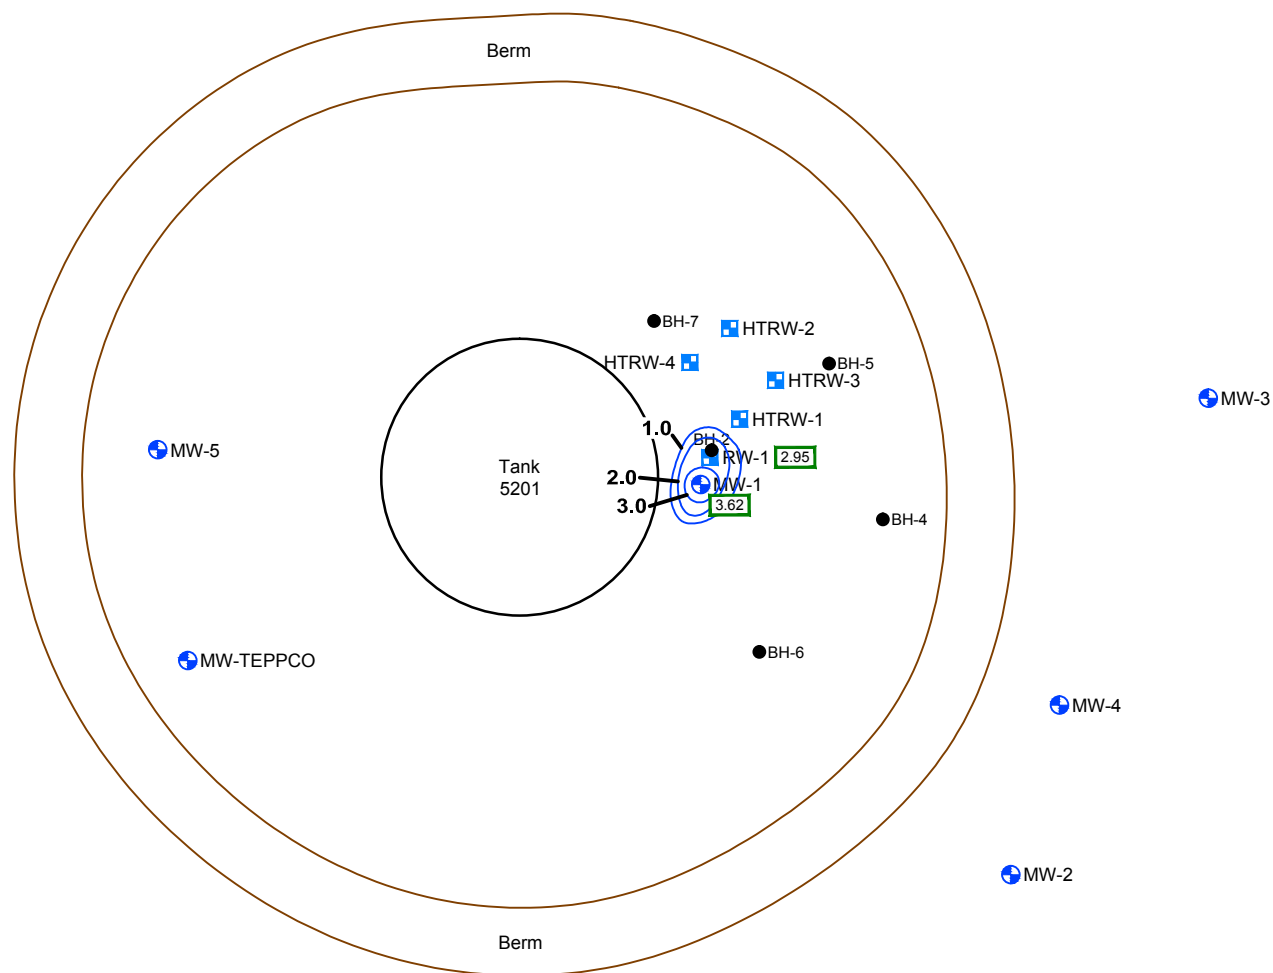 Berm
BH-7
HTRW-2
HTRW-4
BH-5
HTRW-3
MW-3
HTRW-1
1.0
BH-2
MW-5
RW-1
2.95
Tank
5201
2.0
MW-1
3.0
3.62
BH-4
BH-6
MW-TEPPCO
MW-4
MW-2
Berm